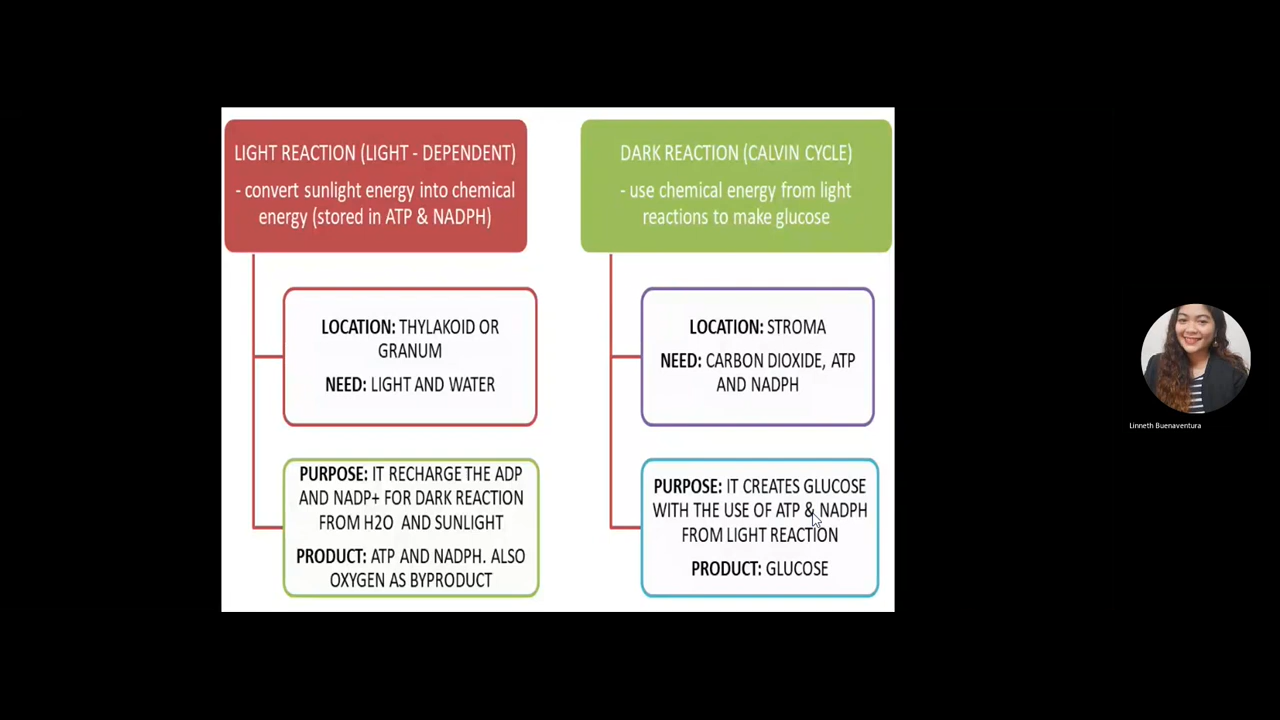 LIGHT REACTION (LIGHT - DEPENDENT)
- convert sunlight energy into chemical
energy (stored in ATP & NADPH)
LOCATION: THYLAKOID OR
GRANUM
NEED: LIGHT AND WATER
PURPOSE: IT RECHARGE THE ADP
AND NADP+ FOR DARK REACTION
FROM H2O AND SUNLIGHT
PRODUCT: ATP AND NADPH. ALSO
OXYGEN AS BYPRODUCT
DARK REACTION (CALVIN CYCLE)
- use chemical energy from light
reactions to make glucose
LOCATION: STROMA
NEED: CARBON DIOXIDE, ATP
AND NADPH
PURPOSE: IT CREATES GLUCOSE
WITH THE USE OF ATP & NADPH
FROM LIGHT REACTION
PRODUCT: GLUCOSE
Linneth Buenaventura